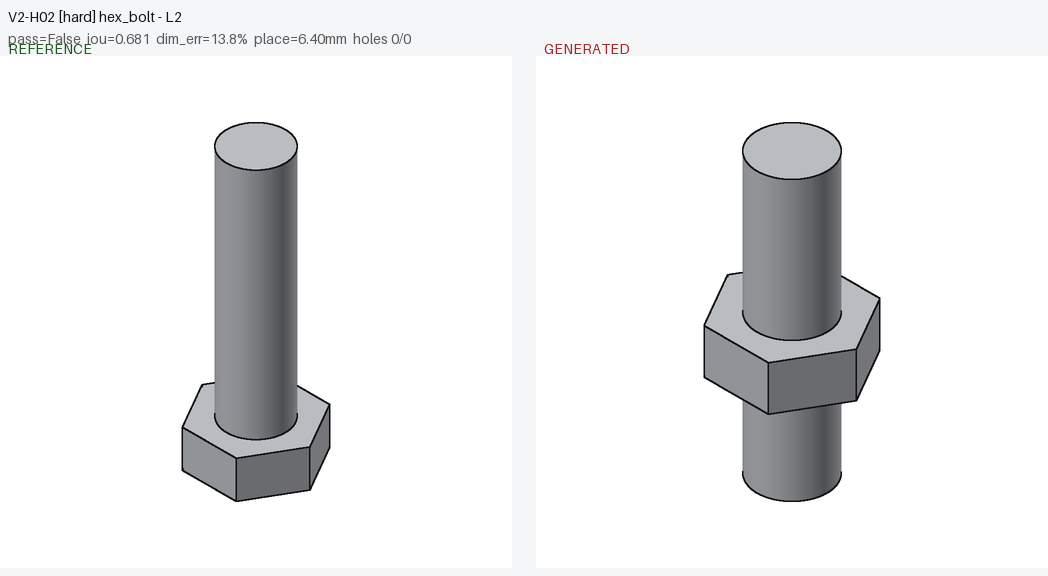 V2-H02 [hard] hex_bolt - L2
pass=False iou=0.681 dim_err=13.8% place=6.40mm holes 0/0
REFERENCE
GENERATED